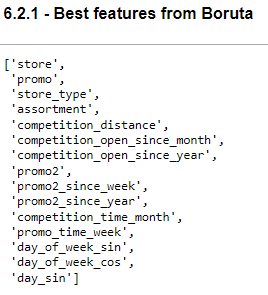 6.2.1 - Best features from Boruta
['store',
'promo',
'store_type',
'assortment',
'competition_distance',
'competition_open_since_month',
'competition_open_since_year',
'promo2',
'promo2_since_week',
'promo2_since_year',
'competition_time_month',
'promo_time_week',
'day_of_week_sin',
'day_of_week_cos',
'day_sin']